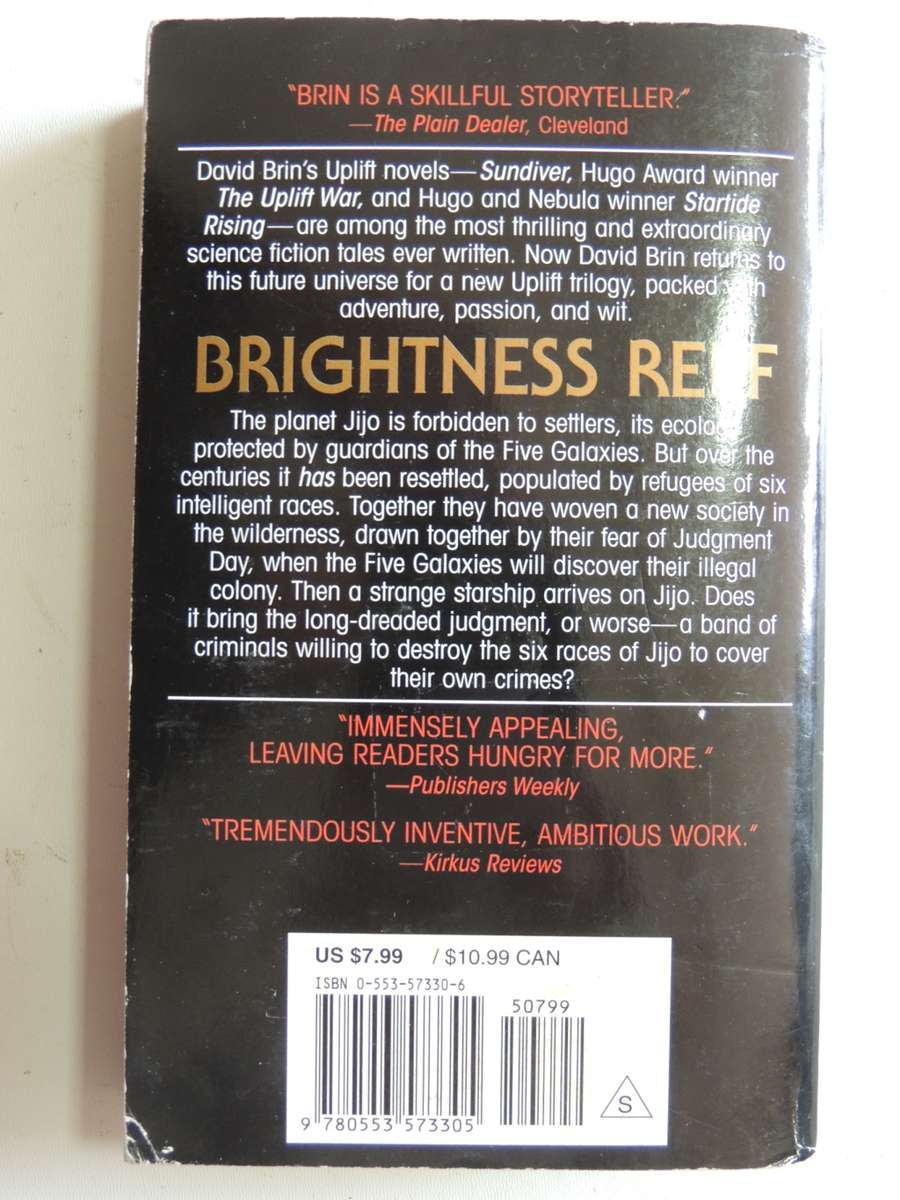 "BRIN IS A SKILLFUL STORYTELLER."
—The Plain Dealer, Cleveland
David Brin's Uplift novels—Sundiver, Hugo Award winner
The Uplift War, and Hugo and Nebula winner Startide
Rising—are among the most thrilling and extraordinary
science fiction tales ever written. Now David Brin returns to
this future universe for a new Uplift trilogy, packed with
adventure, passion, and wit.
BRIGHTNESS REEF
The planet Jijo is forbidden to settlers, its ecology
protected by guardians of the Five Galaxies. But over the
centuries it has been resettled, populated by refugees of six
intelligent races. Together they have woven a new society in
the wilderness, drawn together by their fear of Judgment
Day, when the Five Galaxies will discover their illegal
colony. Then a strange starship arrives on Jijo. Does
it bring the long-dreaded judgment, or worse—a band of
criminals willing to destroy the six races of Jijo to cover
their own crimes?
"IMMENSELY APPEALING,
LEAVING READERS HUNGRY FOR MORE."
—Publishers Weekly
"TREMENDOUSLY INVENTIVE, AMBITIOUS WORK."
—Kirkus Reviews
US $7.99 / $10.99 CAN
ISBN 0-553-57330-6
50799
9 780553 573305
S